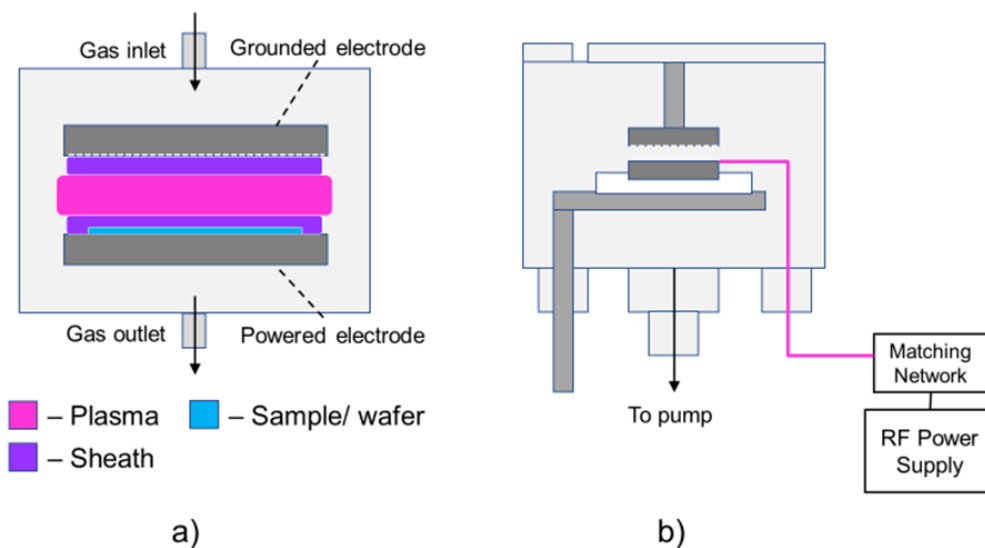 Gas inlet
Grounded electrode
Gas outlet
Powered electrode
– Plasma
– Sample/ wafer
– Sheath
a)
To pump
Matching
Network
RF Power
Supply
b)